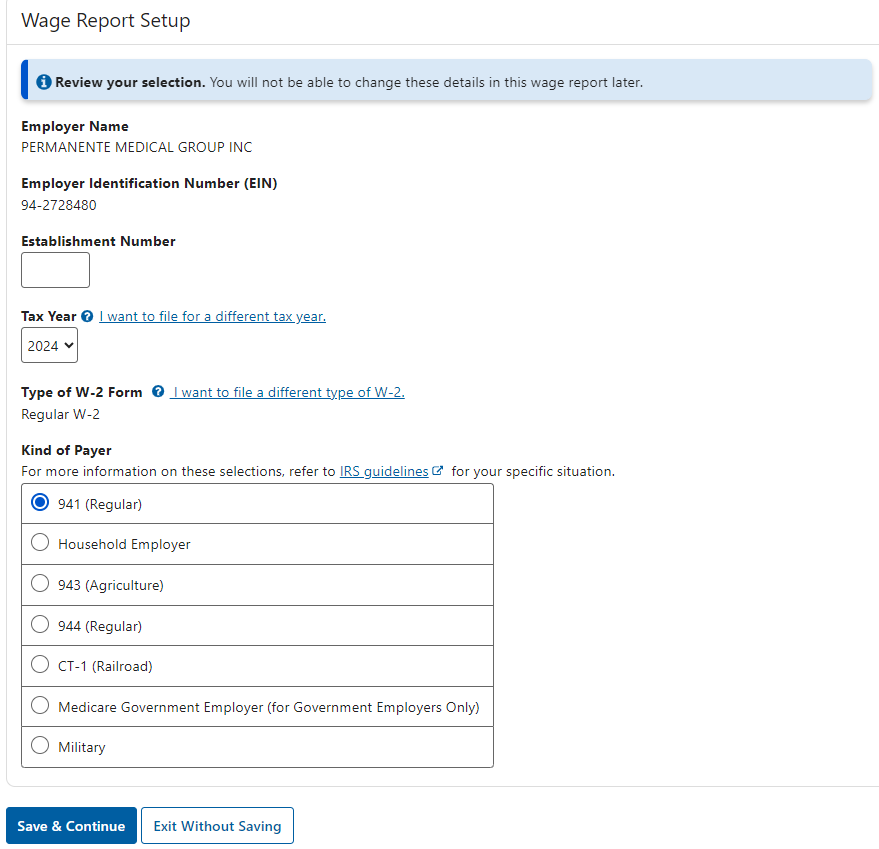 Wage Report Setup
Review your selection. You will not be able to change these details in this wage report later.
Employer Name
PERMANENTE MEDICAL GROUP INC
Employer Identification Number (EIN)
94-2728480
Establishment Number
Tax Year I want to file for a different tax year.
2024
Type of W-2 Form I want to file a different type of W-2.
Regular W-2
Kind of Payer
For more information on these selections, refer to IRS guidelines for your specific situation.
941 (Regular)
Household Employer
943 (Agriculture)
944 (Regular)
CT-1 (Railroad)
Medicare Government Employer (for Government Employers Only)
Military
Save & Continue Exit Without Saving